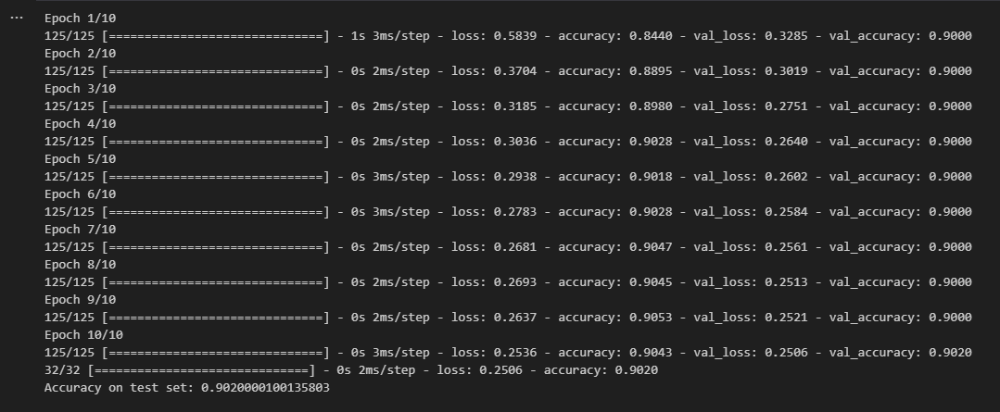 ...
Epoch 1/10
125/125 [==============================] - 1s 3ms/step - loss: 0.5839 - accuracy: 0.8440 - val_loss: 0.3285 - val_accuracy: 0.9000
Epoch 2/10
125/125 [==============================] - 0s 2ms/step - loss: 0.3704 - accuracy: 0.8895 - val_loss: 0.3019 - val_accuracy: 0.9000
Epoch 3/10
125/125 [==============================] - 0s 2ms/step - loss: 0.3185 - accuracy: 0.8980 - val_loss: 0.2751 - val_accuracy: 0.9000
Epoch 4/10
125/125 [==============================] - 0s 2ms/step - loss: 0.3036 - accuracy: 0.9028 - val_loss: 0.2640 - val_accuracy: 0.9000
Epoch 5/10
125/125 [==============================] - 0s 3ms/step - loss: 0.2938 - accuracy: 0.9018 - val_loss: 0.2602 - val_accuracy: 0.9000
Epoch 6/10
125/125 [==============================] - 0s 3ms/step - loss: 0.2783 - accuracy: 0.9028 - val_loss: 0.2584 - val_accuracy: 0.9000
Epoch 7/10
125/125 [==============================] - 0s 2ms/step - loss: 0.2681 - accuracy: 0.9047 - val_loss: 0.2561 - val_accuracy: 0.9000
Epoch 8/10
125/125 [==============================] - 0s 2ms/step - loss: 0.2693 - accuracy: 0.9045 - val_loss: 0.2513 - val_accuracy: 0.9000
Epoch 9/10
125/125 [==============================] - 0s 2ms/step - loss: 0.2637 - accuracy: 0.9053 - val_loss: 0.2521 - val_accuracy: 0.9000
Epoch 10/10
125/125 [==============================] - 0s 3ms/step - loss: 0.2536 - accuracy: 0.9043 - val_loss: 0.2506 - val_accuracy: 0.9020
32/32 [==============================] - 0s 2ms/step - loss: 0.2506 - accuracy: 0.9020
Accuracy on test set: 0.9020000100135803